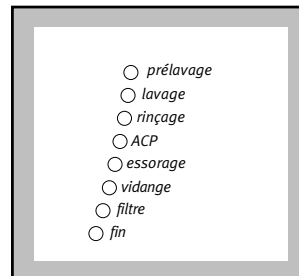 prélavage
lavage
rinçage
ACP
essorage
vidange
filtre
fin